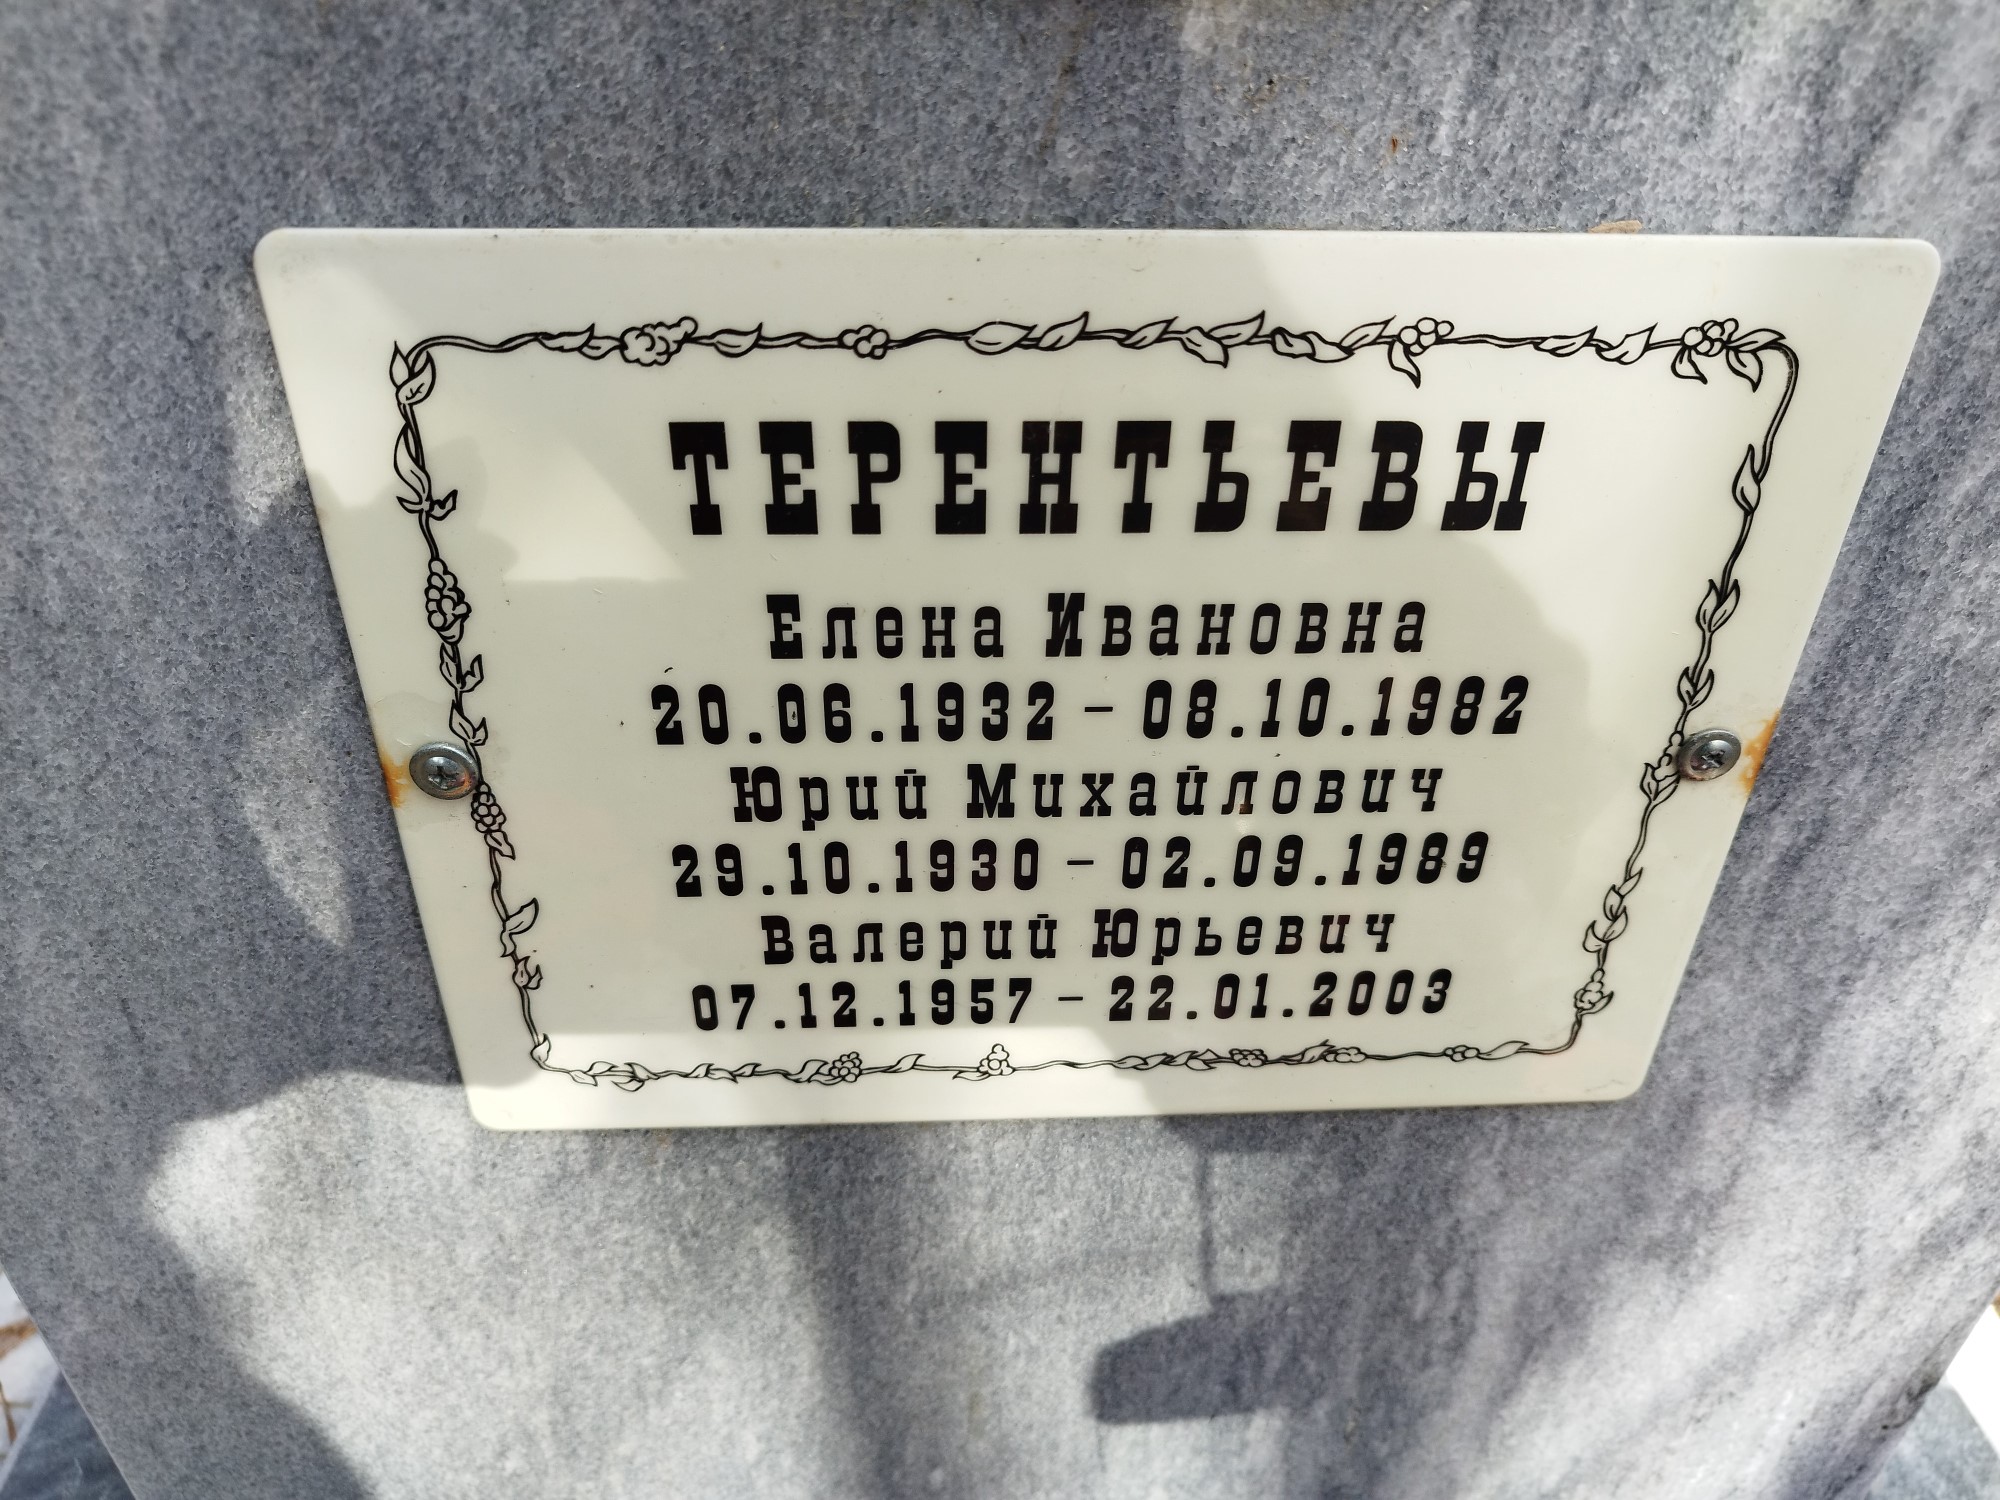 ТЕРЕНТЬЕВЫ
Елена Ивановна
20.06.1932 – 08.10.1982
Юрий Михайлович
29.10.1930 – 02.09.1989
Валерий Юрьевич
07.12.1957 – 22.01.2003